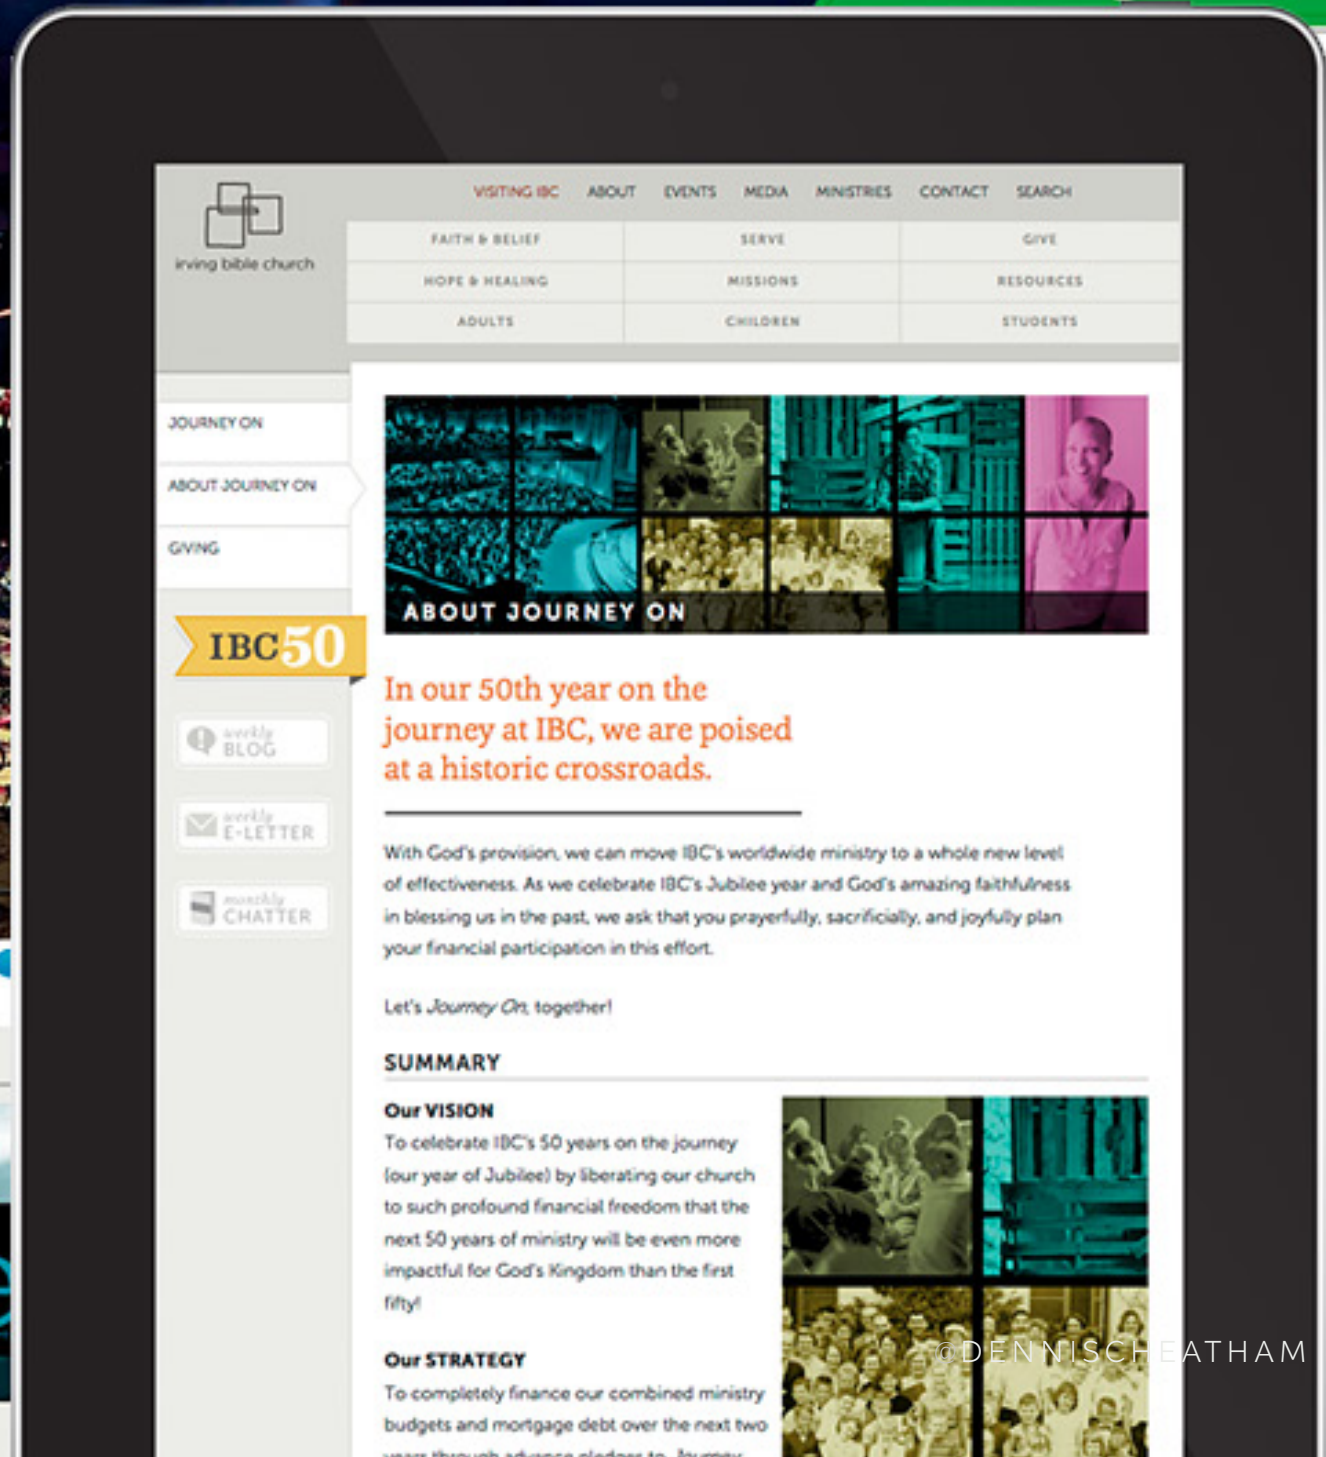 irving bible church
VISITING IBC ABOUT EVENTS MEDIA MINISTRIES CONTACT SEARCH
FAITH & BELIEF SERVE GIVE
HOPE & HEALING MISSIONS RESOURCES
ADULTS CHILDREN STUDENTS
JOURNEY ON
ABOUT JOURNEY ON
GIVING
IBC50
weekly
BLOG
weekly
E-LETTER
monthly
CHATTER
ABOUT JOURNEY ON
In our 50th year on the
journey at IBC, we are poised
at a historic crossroads.
With God's provision, we can move IBC's worldwide ministry to a whole new level
of effectiveness. As we celebrate IBC's Jubilee year and God's amazing faithfulness
in blessing us in the past, we ask that you prayerfully, sacrificially, and joyfully plan
your financial participation in this effort.
Let's Journey On, together!
SUMMARY
Our VISION
To celebrate IBC's 50 years on the journey
(our year of Jubilee) by liberating our church
to such profound financial freedom that the
next 50 years of ministry will be even more
impactful for God's Kingdom than the first
fifty!
Our STRATEGY
To completely finance our combined ministry
budgets and mortgage debt over the next two
years through advance pledges to Journey
@DENNISCHEATHAM